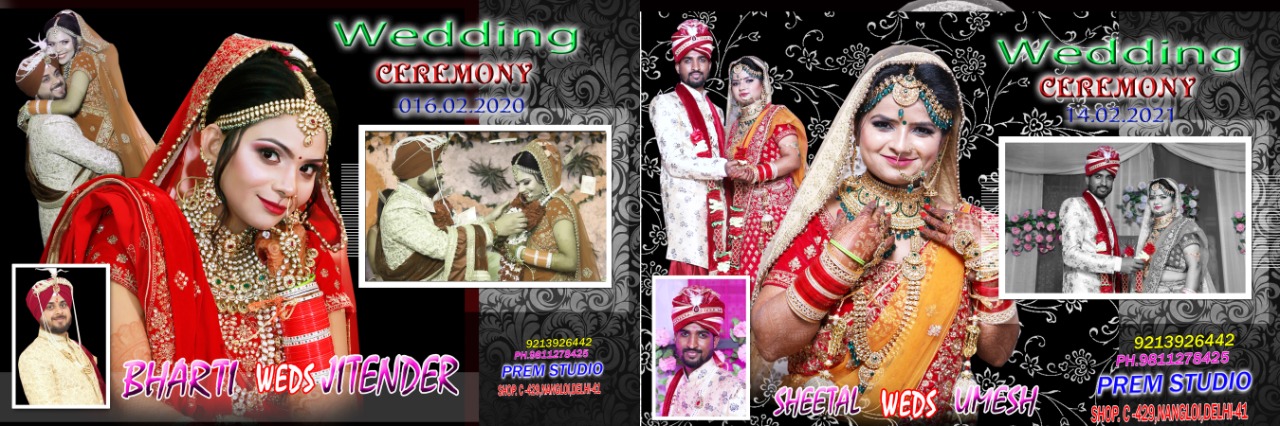 Wedding
CEREMONY
016.02.2020
BHARTI WEDS JITENDER
9213926442
PH.9811278425
PREM STUDIO
SHOP. C -429,NANGLOI,DELHI-41
Wedding
CEREMONY
14.02.2021
SHEETAL WEDS UMESH
9213926442
PH.9811278425
PREM STUDIO
SHOP. C -429,NANGLOI,DELHI-41